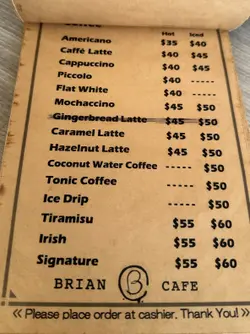 Coffee
Hot Iced
Americano $35 $40
Caffé Latte $40 $45
Cappuccino $40 $45
Piccolo $40 -----
Flat White $40 -----
Mochaccino $45 $50
Gingerbread Latte $45 $50
Caramel Latte $45 $50
Hazelnut Latte $45 $50
Coconut Water Coffee ----- $50
Tonic Coffee ----- $50
Ice Drip ----- $50
Tiramisu $55 $60
Irish $55 $60
Signature $55 $60
BRIAN B CAFE
<< Please place order at cashier. Thank You! >>